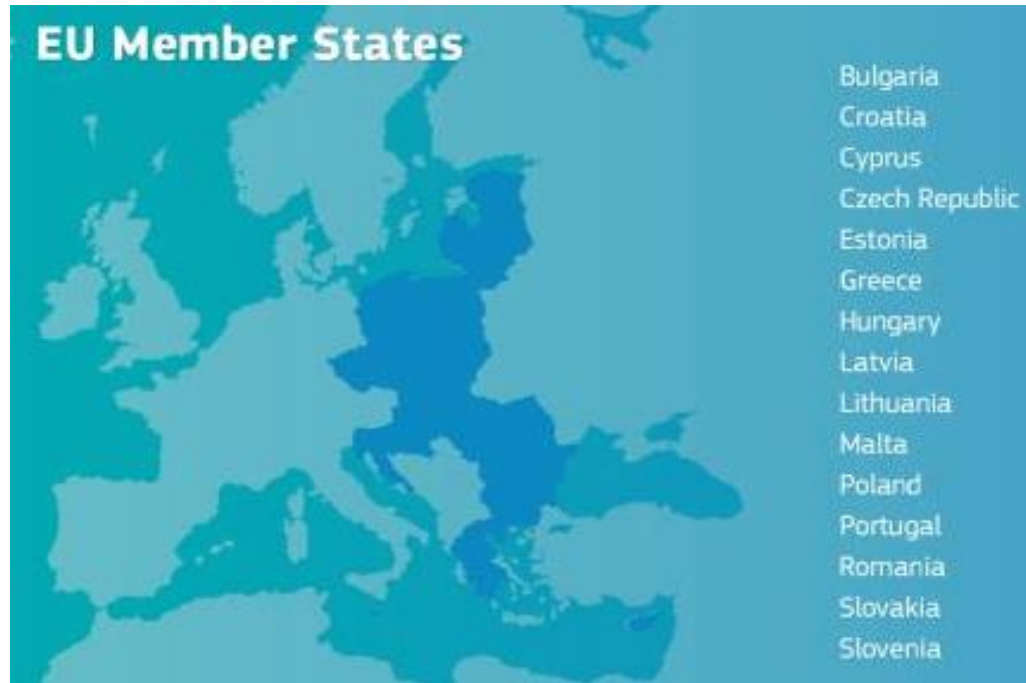 EU Member States
Bulgaria
Croatia
Cyprus
Czech Republic
Estonia
Greece
Hungary
Latvia
Lithuania
Malta
Poland
Portugal
Romania
Slovakia
Slovenia